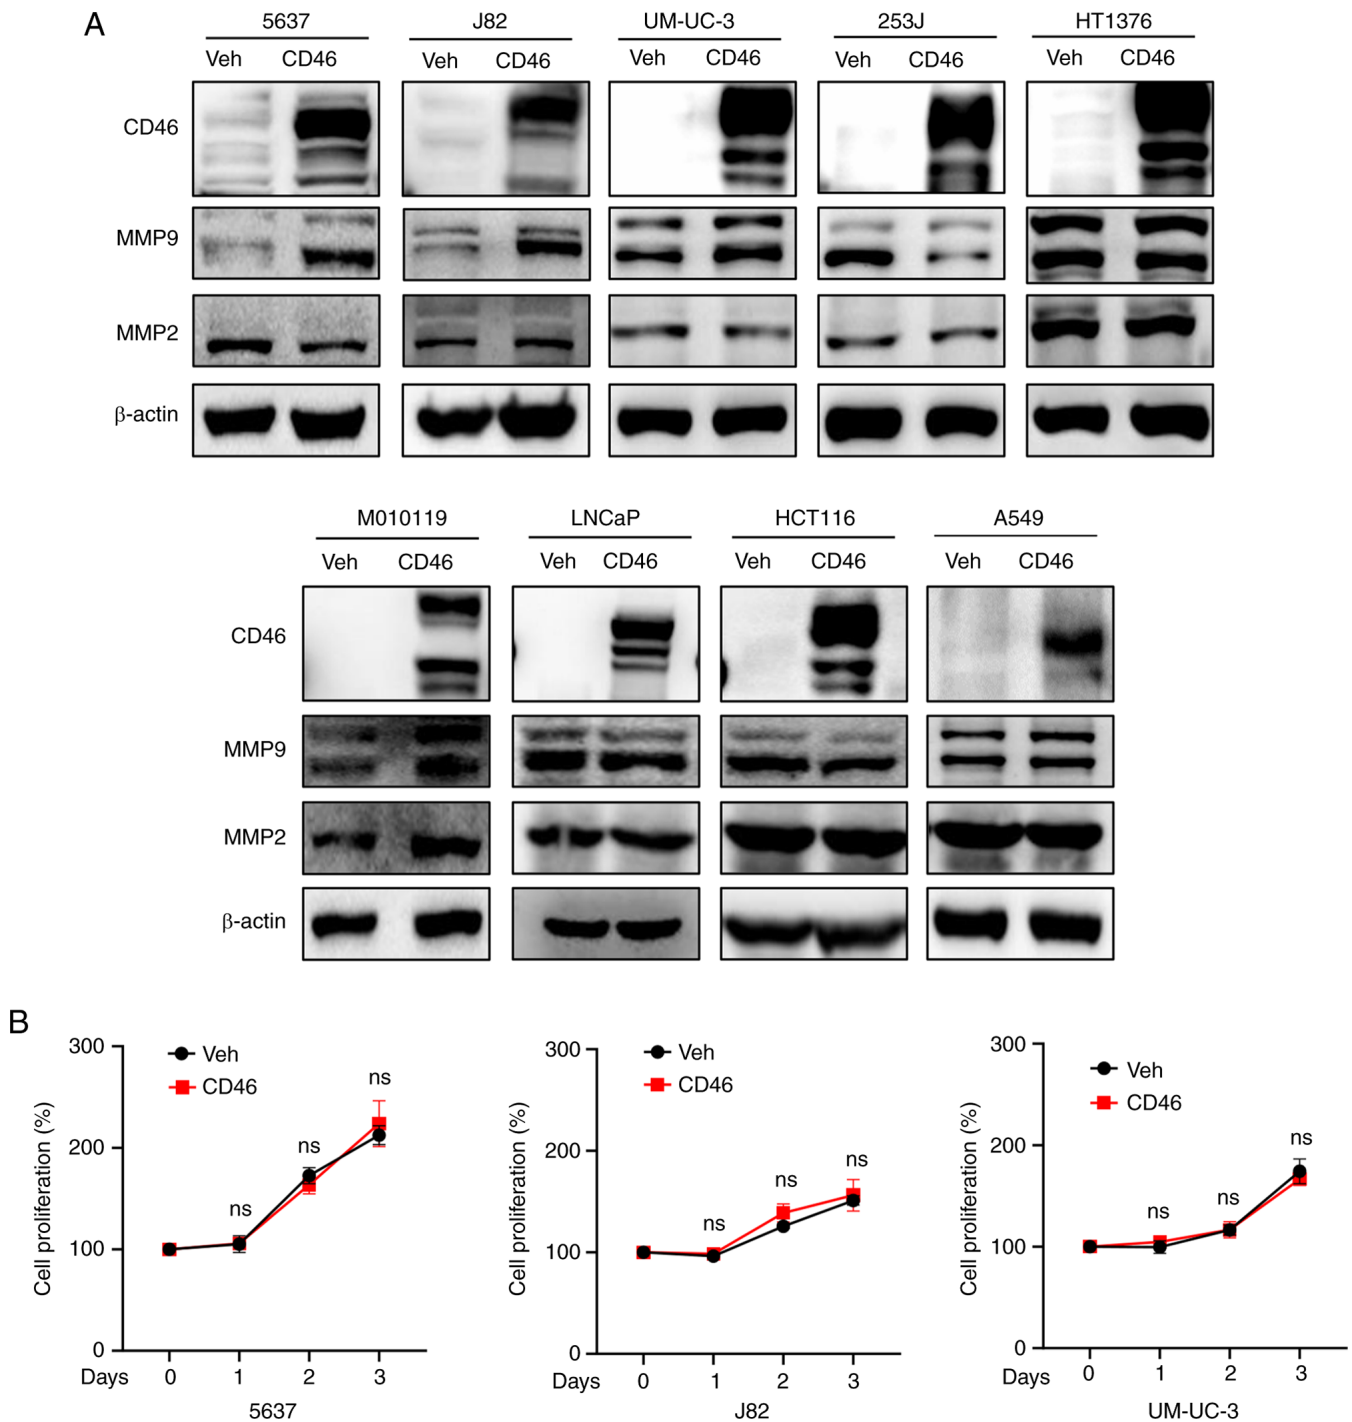 A
5637 J82 UM-UC-3 253J HT1376
Veh CD46 Veh CD46 Veh CD46 Veh CD46 Veh CD46
CD46
MMP9
MMP2
β-actin
M010119 LNCaP HCT116 A549
Veh CD46 Veh CD46 Veh CD46 Veh CD46
CD46
MMP9
MMP2
β-actin
B
Cell proliferation (%)
300
200
100
0
Veh
CD46
ns
ns
ns
Days 0 1 2 3
5637
Cell proliferation (%)
300
200
100
0
Veh
CD46
ns
ns
ns
Days 0 1 2 3
J82
Cell proliferation (%)
300
200
100
0
Veh
CD46
ns
ns
ns
Days 0 1 2 3
UM-UC-3